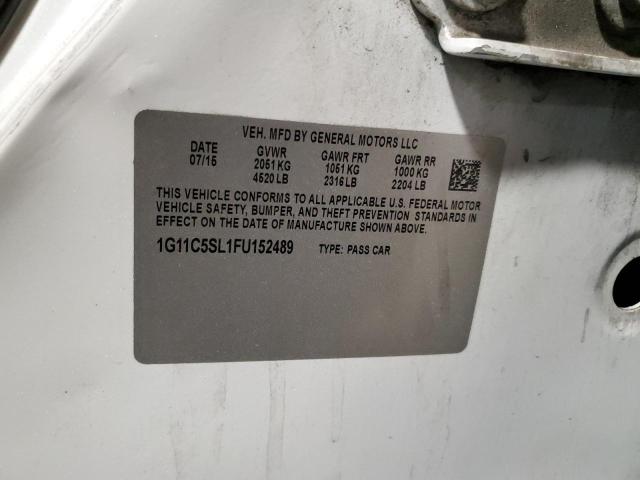 VEH. MFD BY GENERAL MOTORS LLC
DATE GVWR GAWR FRT GAWR RR
07/15 2051 KG 1051 KG 1000 KG
4520 LB 2316 LB 2204 LB
THIS VEHICLE CONFORMS TO ALL APPLICABLE U.S. FEDERAL MOTOR
VEHICLE SAFETY, BUMPER, AND THEFT PREVENTION STANDARDS IN
EFFECT ON THE DATE OF MANUFACTURE SHOWN ABOVE.
1G11C5SL1FU152489 TYPE: PASS CAR